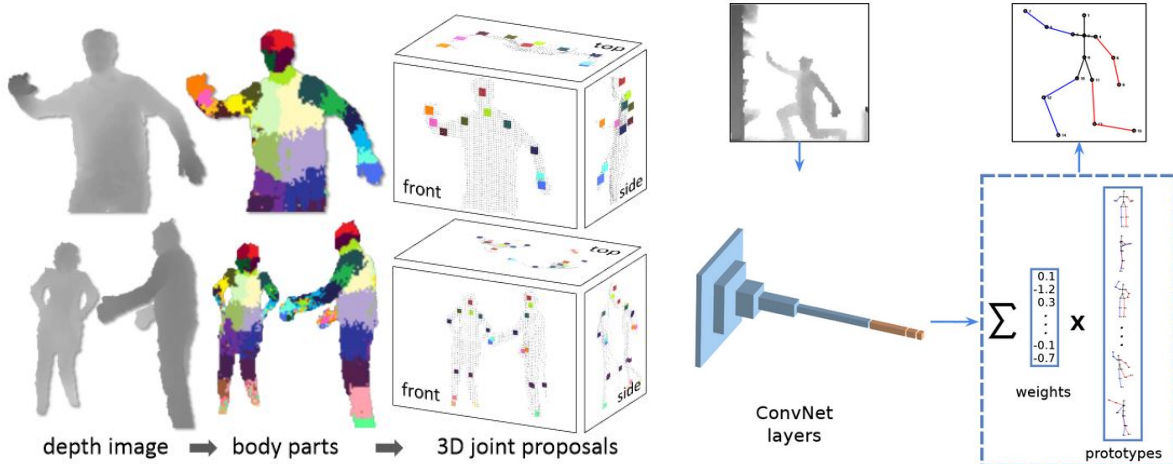 top
front
side
top
front
side
depth image
body parts
3D joint proposals
ConvNet
layers
Σ
0.1
-1.2
0.3
-0.1
-0.7
x
weights
prototypes